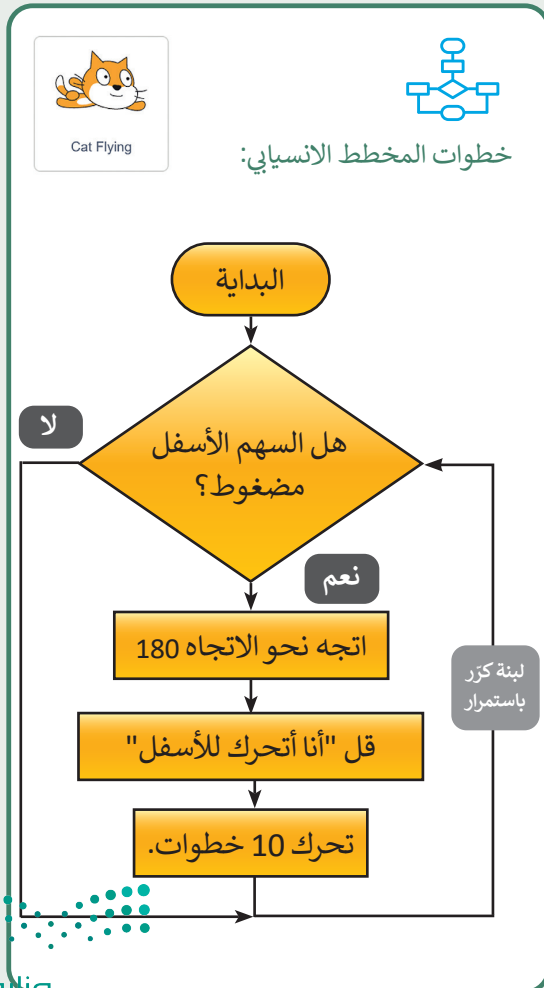 Cat Flying
خطوات المخطط الانسيابي:
البداية
هل السهم الأسفل
مضغوط؟
لا
نعم
اتجه نحو الاتجاه 180
قل "أنا أتحرك للأسفل"
تحرك 10 خطوات.
لبنة كرّر
باستمرار